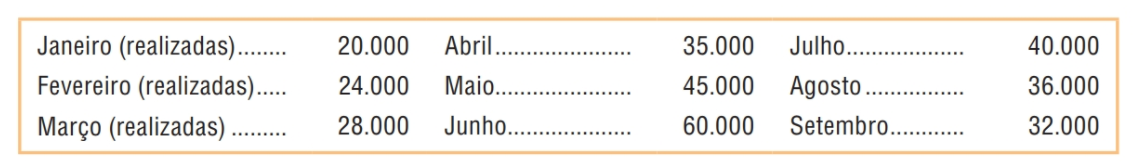 Janeiro (realizadas)........ 20.000 Abril...................... 35.000 Julho................... 40.000
Fevereiro (realizadas)..... 24.000 Maio...................... 45.000 Agosto ................ 36.000
Março (realizadas) ......... 28.000 Junho.................... 60.000 Setembro............ 32.000